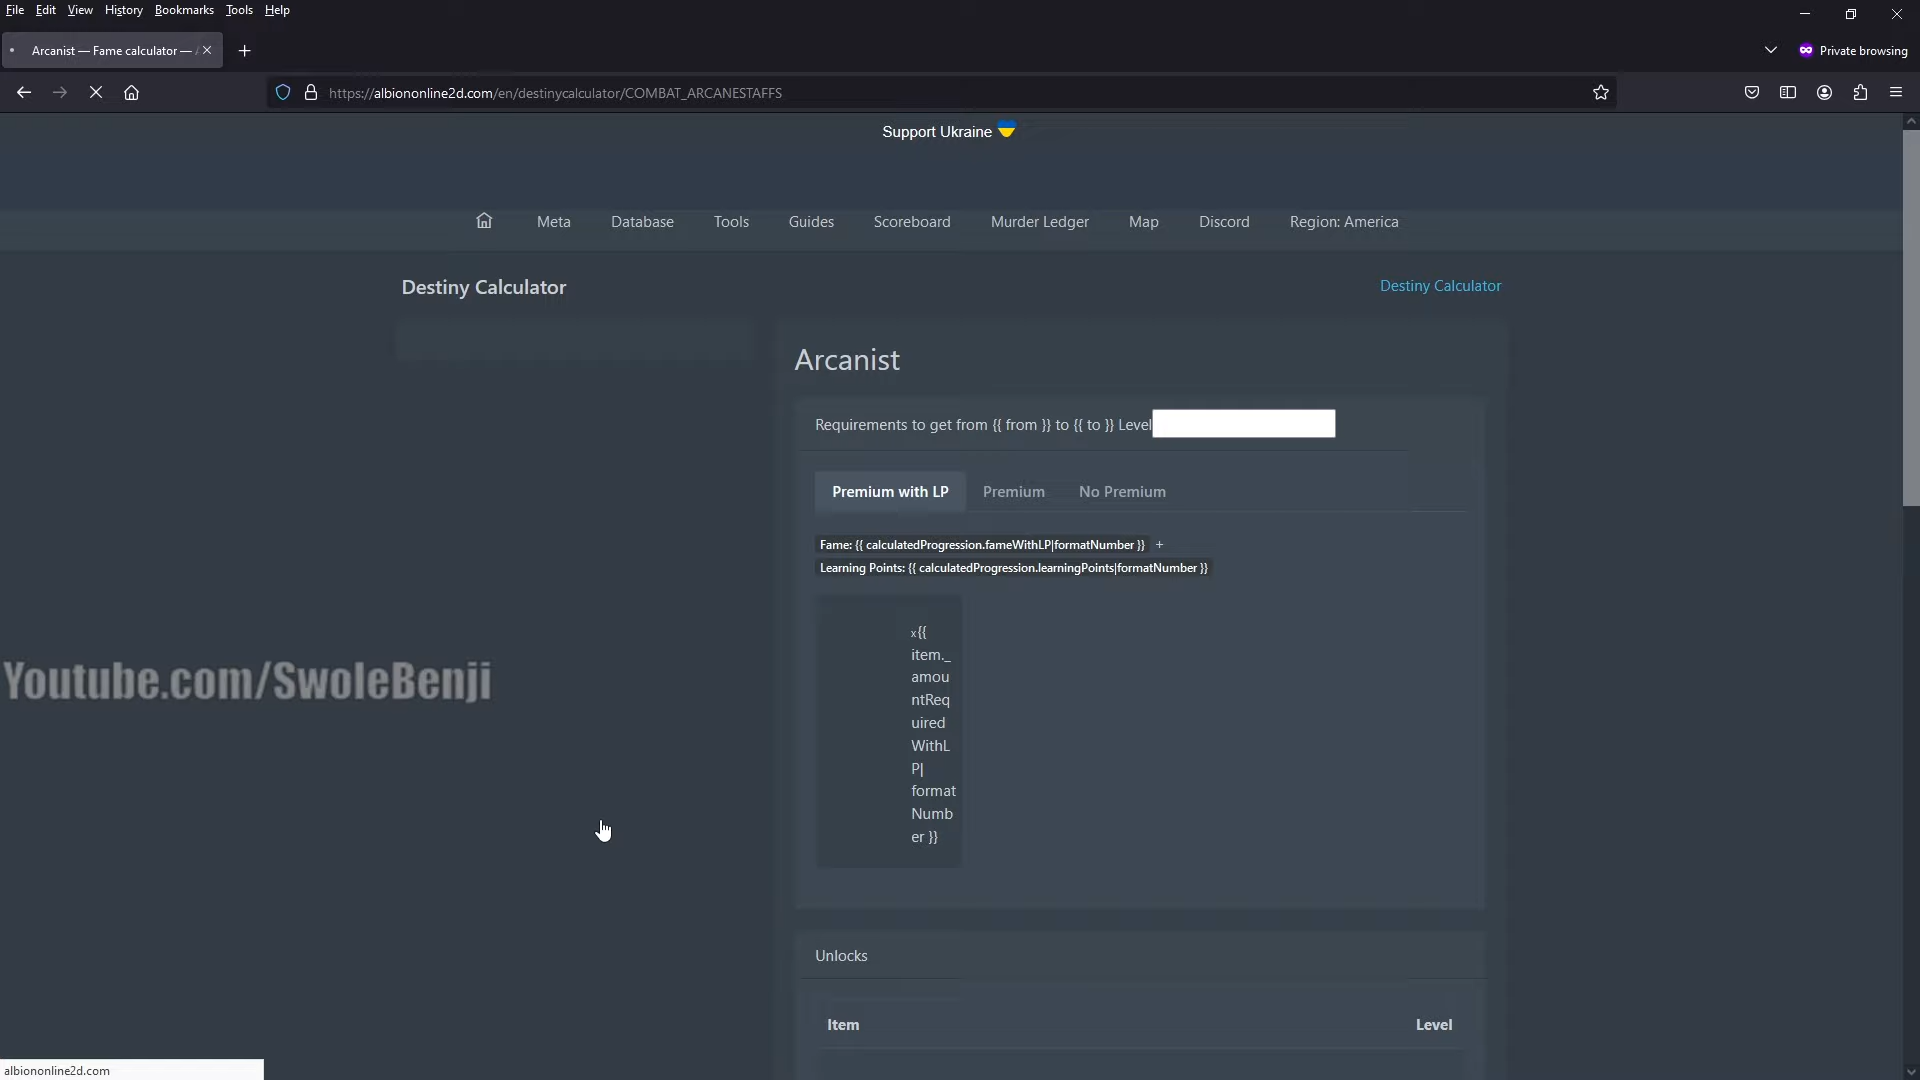 File Edit View History Bookmarks Tools Help
Arcanist — Fame calculator —
Private browsing
https://albiononline2d.com/en/destinycalculator/COMBAT_ARCANESTAFFS
Support Ukraine
Meta Database Tools Guides Scoreboard Murder Ledger Map Discord Region: America
Destiny Calculator
Destiny Calculator
Arcanist
Requirements to get from {{ from }} to {{ to }} Level
Premium with LP Premium No Premium
Fame: {{ calculatedProgression.fameWithLP|formatNumber }} +
Learning Points: {{ calculatedProgression.learningPoints|formatNumber }}
x{{
item._
amou
ntReq
uired
WithL
P|
format
Numb
er }}
Youtube.com/SwoleBenji
Unlocks
Item Level
albiononline2d.com